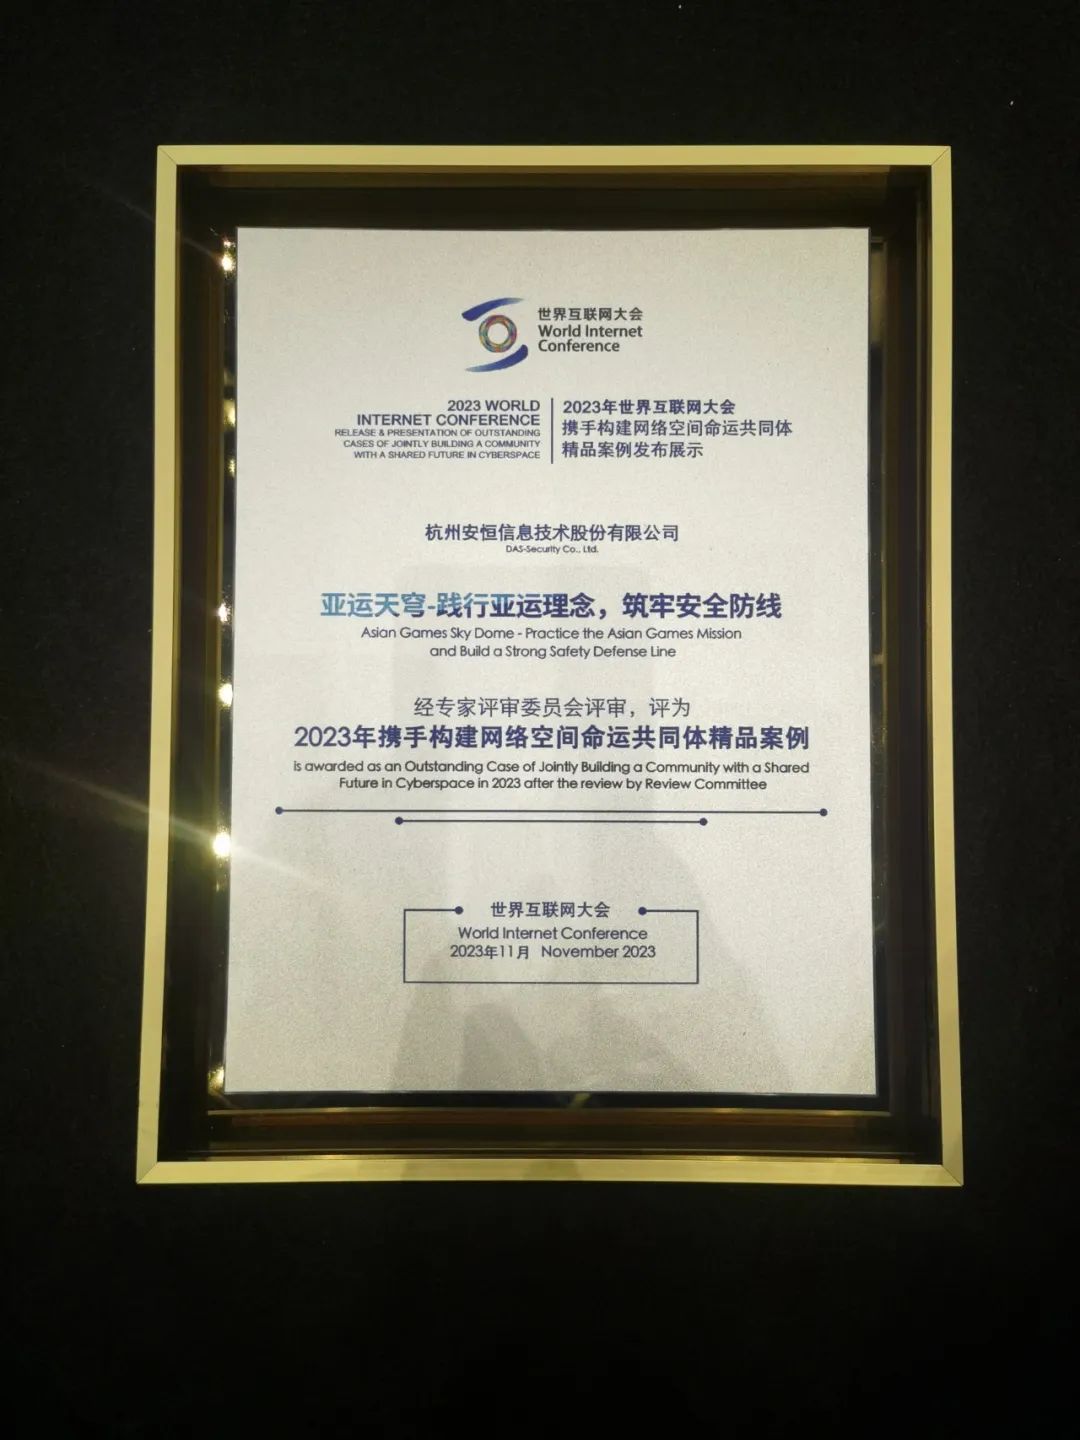 世界互联网大会
World Internet
Conference
2023 WORLD
INTERNET CONFERENCE
RELEASE & PRESENTATION OF OUTSTANDING
CASES OF JOINTLY BUILDING A COMMUNITY
WITH A SHARED FUTURE IN CYBERSPACE
2023年世界互联网大会
携手构建网络空间命运共同体
精品案例发布展示
杭州安恒信息技术股份有限公司
DAS-Security Co., Ltd.
亚运天穹-践行亚运理念，筑牢安全防线
Asian Games Sky Dome - Practice the Asian Games Mission
and Build a Strong Safety Defense Line
经专家评审委员会评审，评为
2023年携手构建网络空间命运共同体精品案例
is awarded as an Outstanding Case of Jointly Building a Community with a Shared
Future in Cyberspace in 2023 after the review by Review Committee
世界互联网大会
World Internet Conference
2023年11月 November 2023